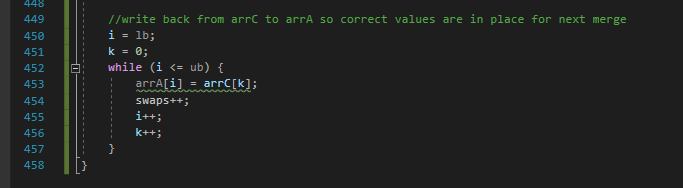 448
449 //write back from arrC to arrA so correct values are in place for next merge
450 i = lb;
451 k = 0;
452 while (i <= ub) {
453 arrA[i] = arrC[k];
454 swaps++;
455 i++;
456 k++;
457 }
458 }